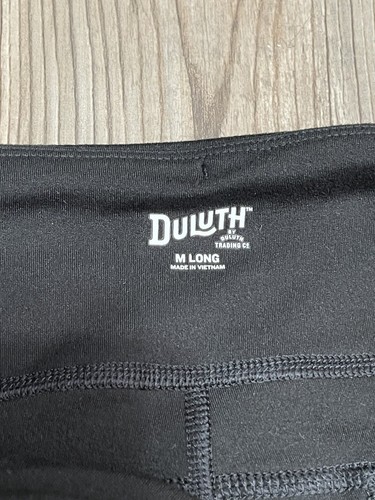 DULUTH™
BY
DULUTH
TRADING CO.
M LONG
MADE IN VIETNAM